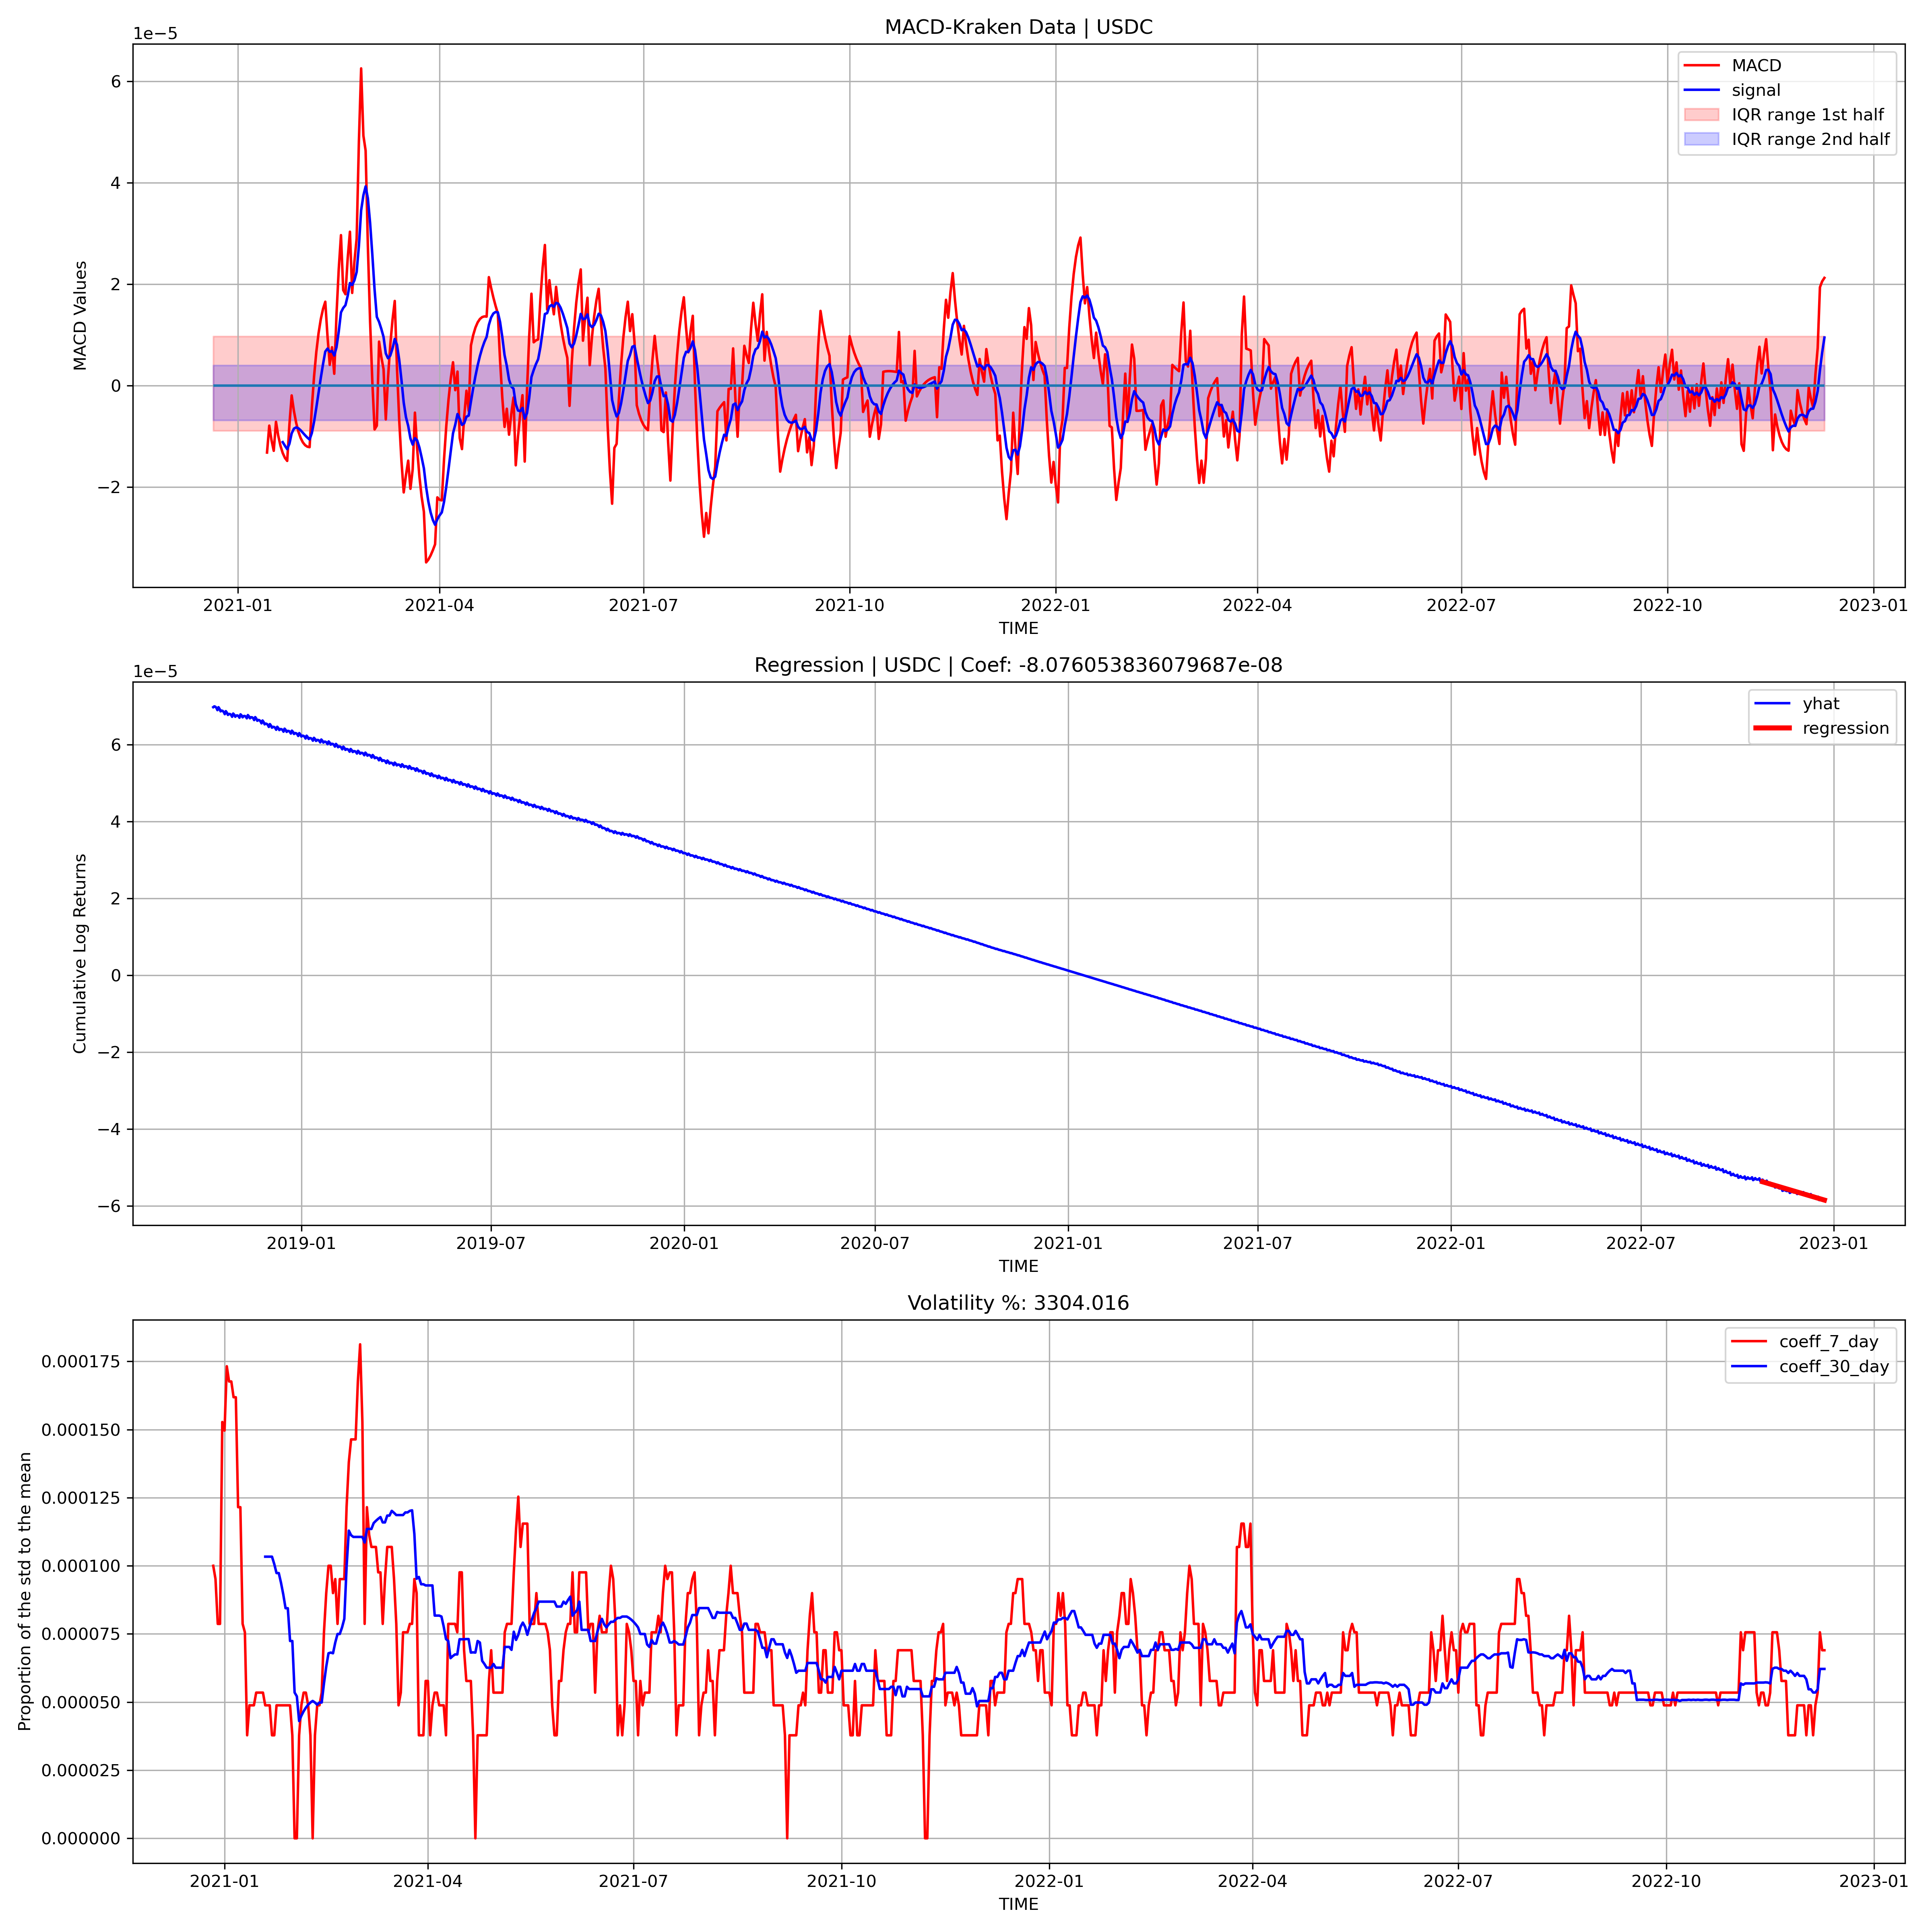 MACD-Kraken Data | USDC
1e−5
MACD
signal
IQR range 1st half
IQR range 2nd half
6
4
2
0
−2
MACD Values
2021-01 2021-04 2021-07 2021-10 2022-01 2022-04 2022-07 2022-10 2023-01
TIME
Regression | USDC | Coef: -8.076053836079687e-08
1e−5
yhat
regression
6
4
2
0
−2
−4
−6
Cumulative Log Returns
2019-01 2019-07 2020-01 2020-07 2021-01 2021-07 2022-01 2022-07 2023-01
TIME
Volatility %: 3304.016
coeff_7_day
coeff_30_day
0.000175
0.000150
0.000125
0.000100
0.000075
0.000050
0.000025
0.000000
Proportion of the std to the mean
2021-01 2021-04 2021-07 2021-10 2022-01 2022-04 2022-07 2022-10 2023-01
TIME